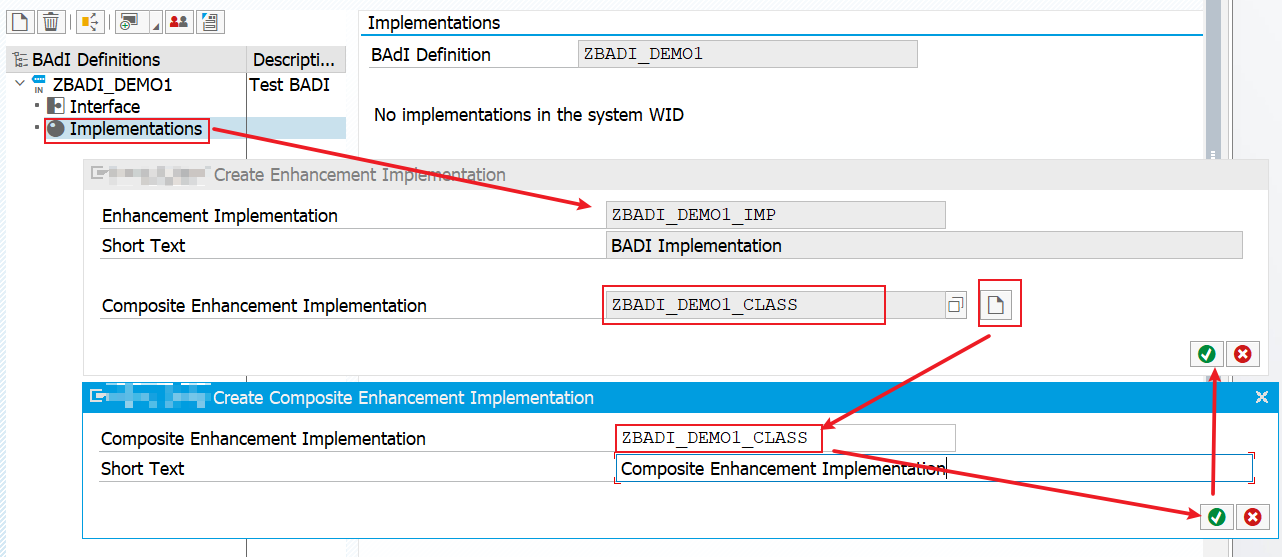 Implementations
BAdI Definitions Descripti...
BAdI Definition ZBADI_DEMO1
IN ZBADI_DEMO1 Test BADI
Interface
No implementations in the system WID
Implementations
Create Enhancement Implementation
Enhancement Implementation ZBADI_DEMO1_IMP
Short Text BADI Implementation
Composite Enhancement Implementation ZBADI_DEMO1_CLASS
Create Composite Enhancement Implementation
Composite Enhancement Implementation ZBADI_DEMO1_CLASS
Short Text Composite Enhancement Implementation